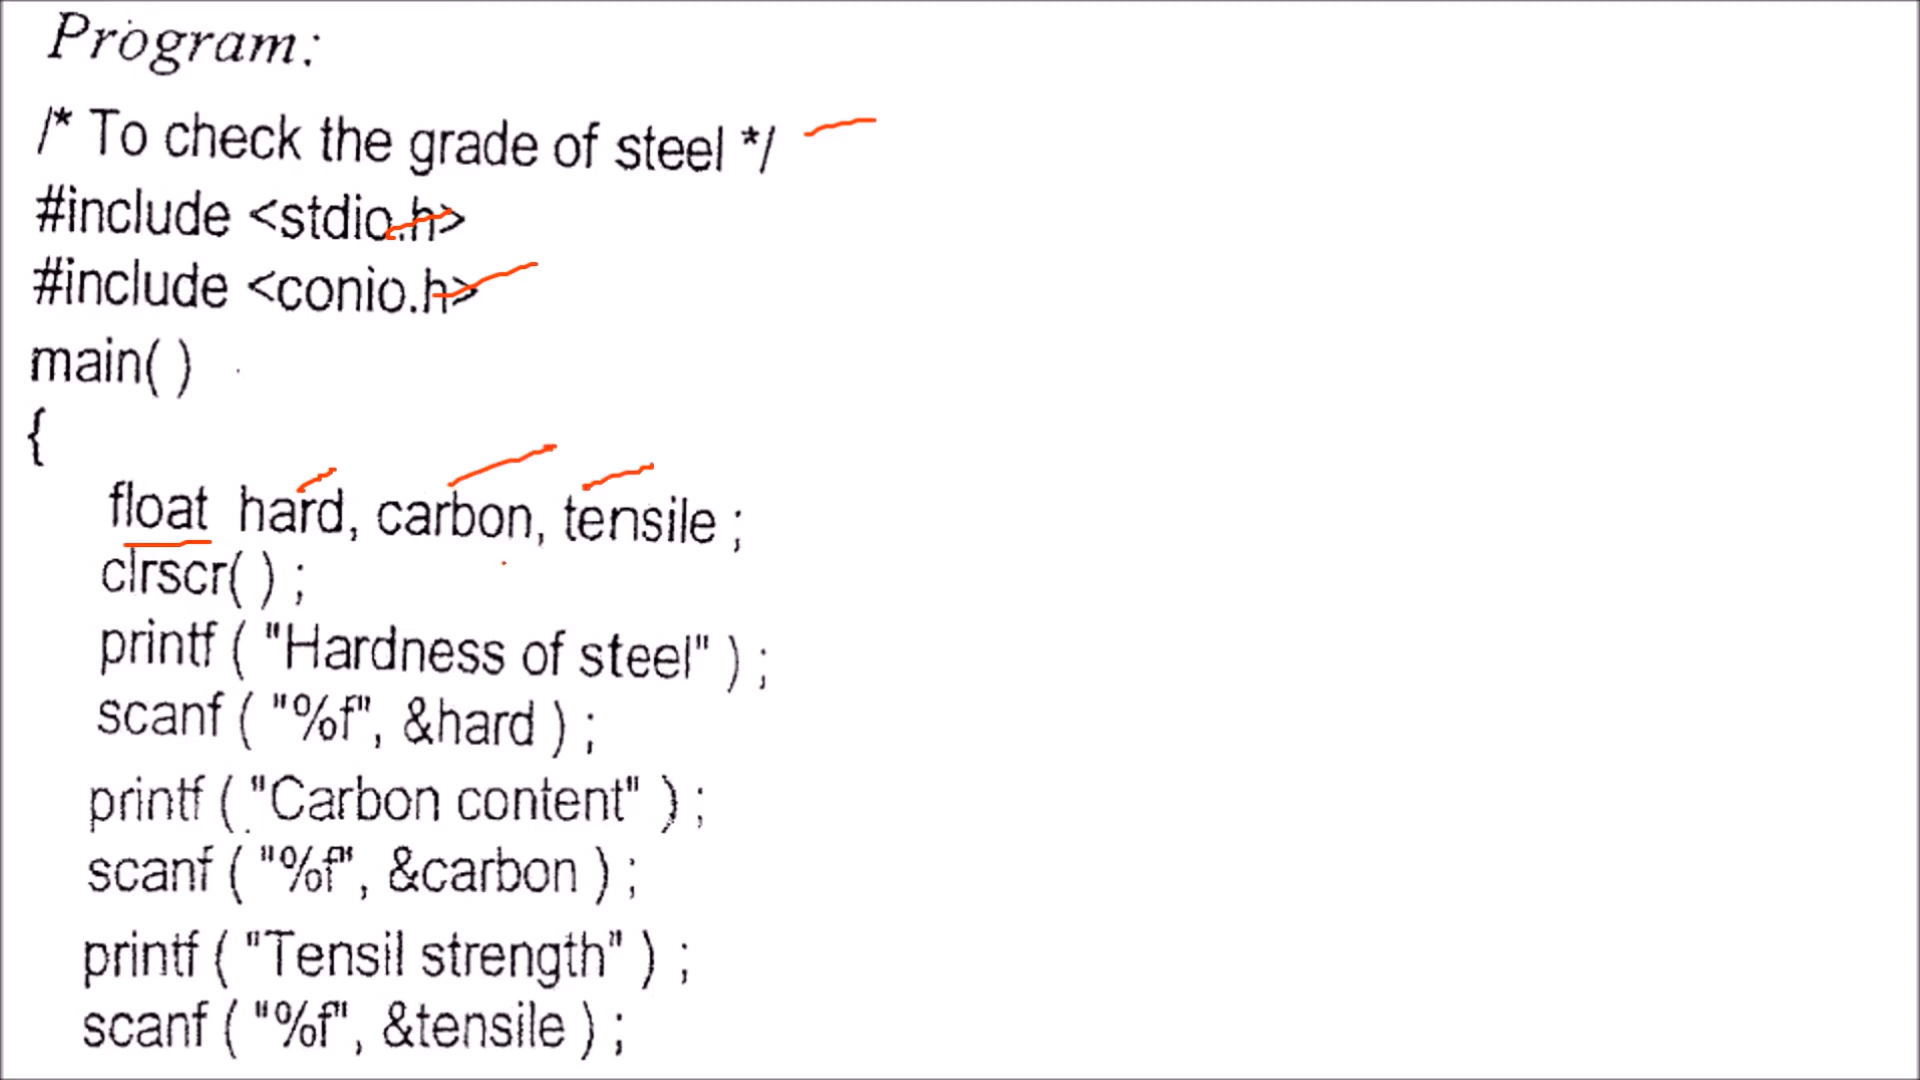 Program:
/* To check the grade of steel */
#include <stdio.h>
#include <conio.h>
main( )
{
float hard, carbon, tensile ;
clrscr( ) ;
printf ( "Hardness of steel" ) ;
scanf ( "%f", &hard ) ;
printf ( "Carbon content" ) ;
scanf ( "%f", &carbon ) ;
printf ( "Tensil strength" ) ;
scanf ( "%f", &tensile ) ;